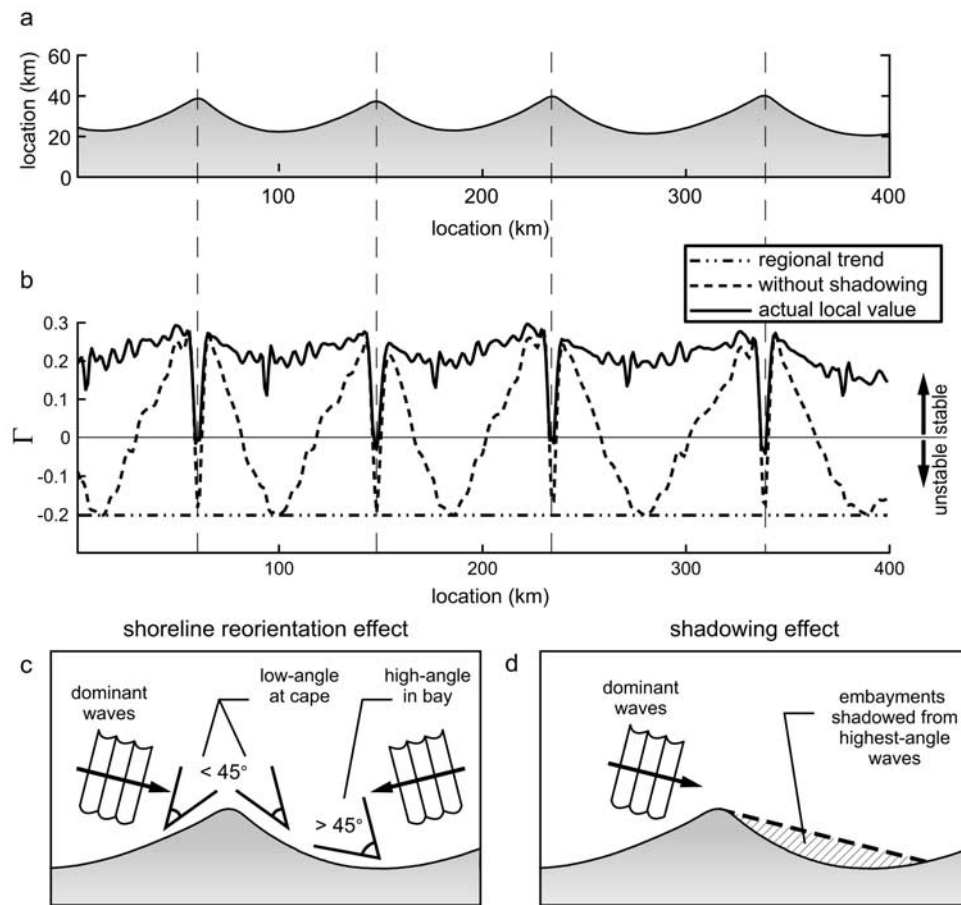 a
location (km)
60
40
20
0
100
200
300
400
location (km)
regional trend
without shadowing
actual local value
b
Γ
0.3
0.2
0.1
0
-0.1
-0.2
unstable stable
100
200
300
400
location (km)
shoreline reorientation effect
shadowing effect
c
dominant
waves
low-angle
at cape
high-angle
in bay
< 45°
> 45°
d
dominant
waves
embayments
shadowed from
highest-angle
waves